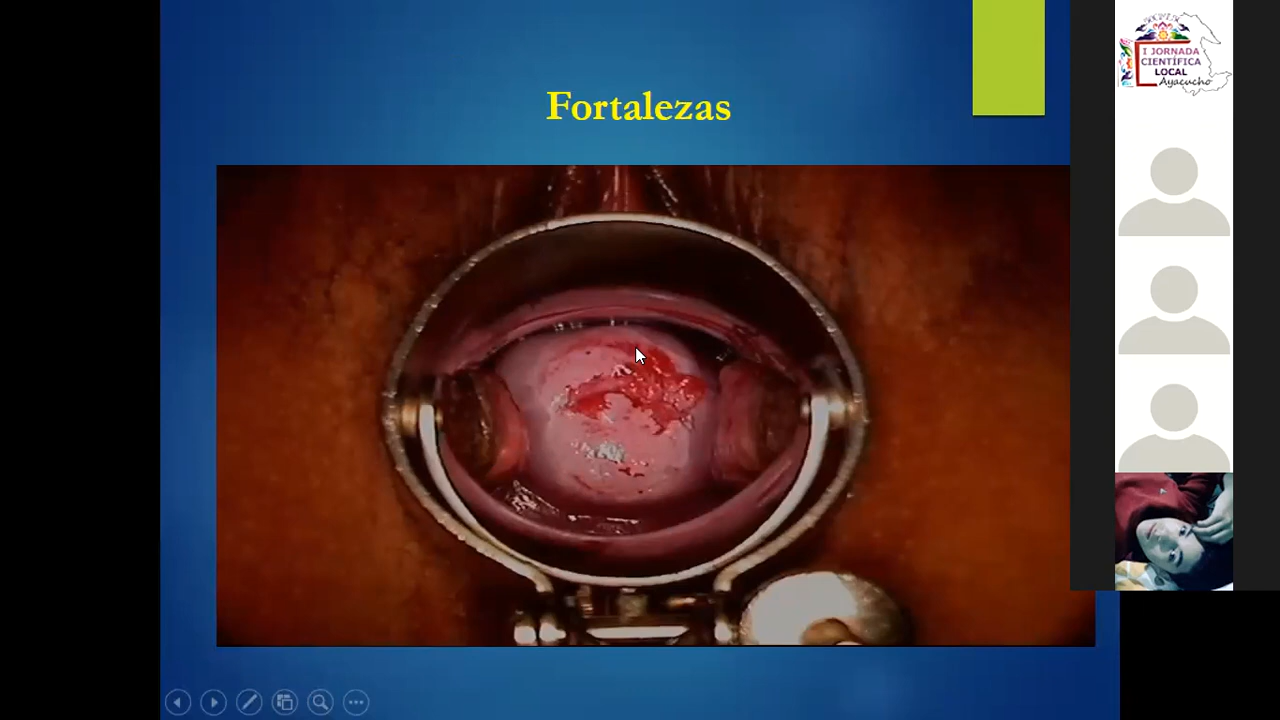 Fortalezas
I JORNADA
CIENTÍFICA
LOCAL
Ayacucho